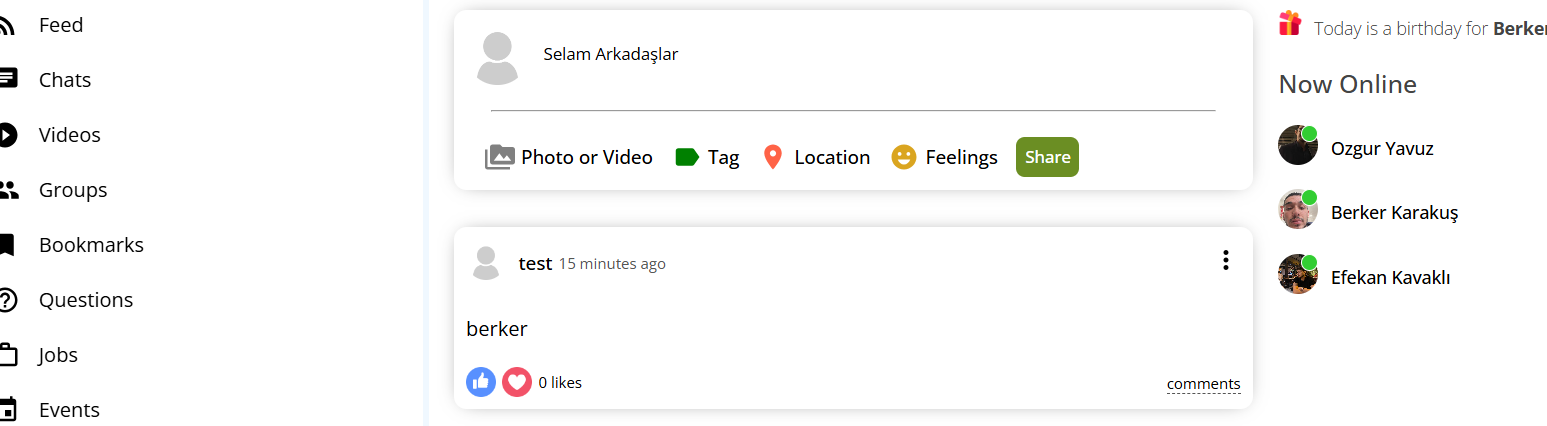 Feed
Chats
Videos
Groups
Bookmarks
Questions
Jobs
Events
Selam Arkadaşlar
Photo or Video Tag Location Feelings Share
test 15 minutes ago
berker
0 likes comments
Today is a birthday for Berker
Now Online
Ozgur Yavuz
Berker Karakuş
Efekan Kavaklı